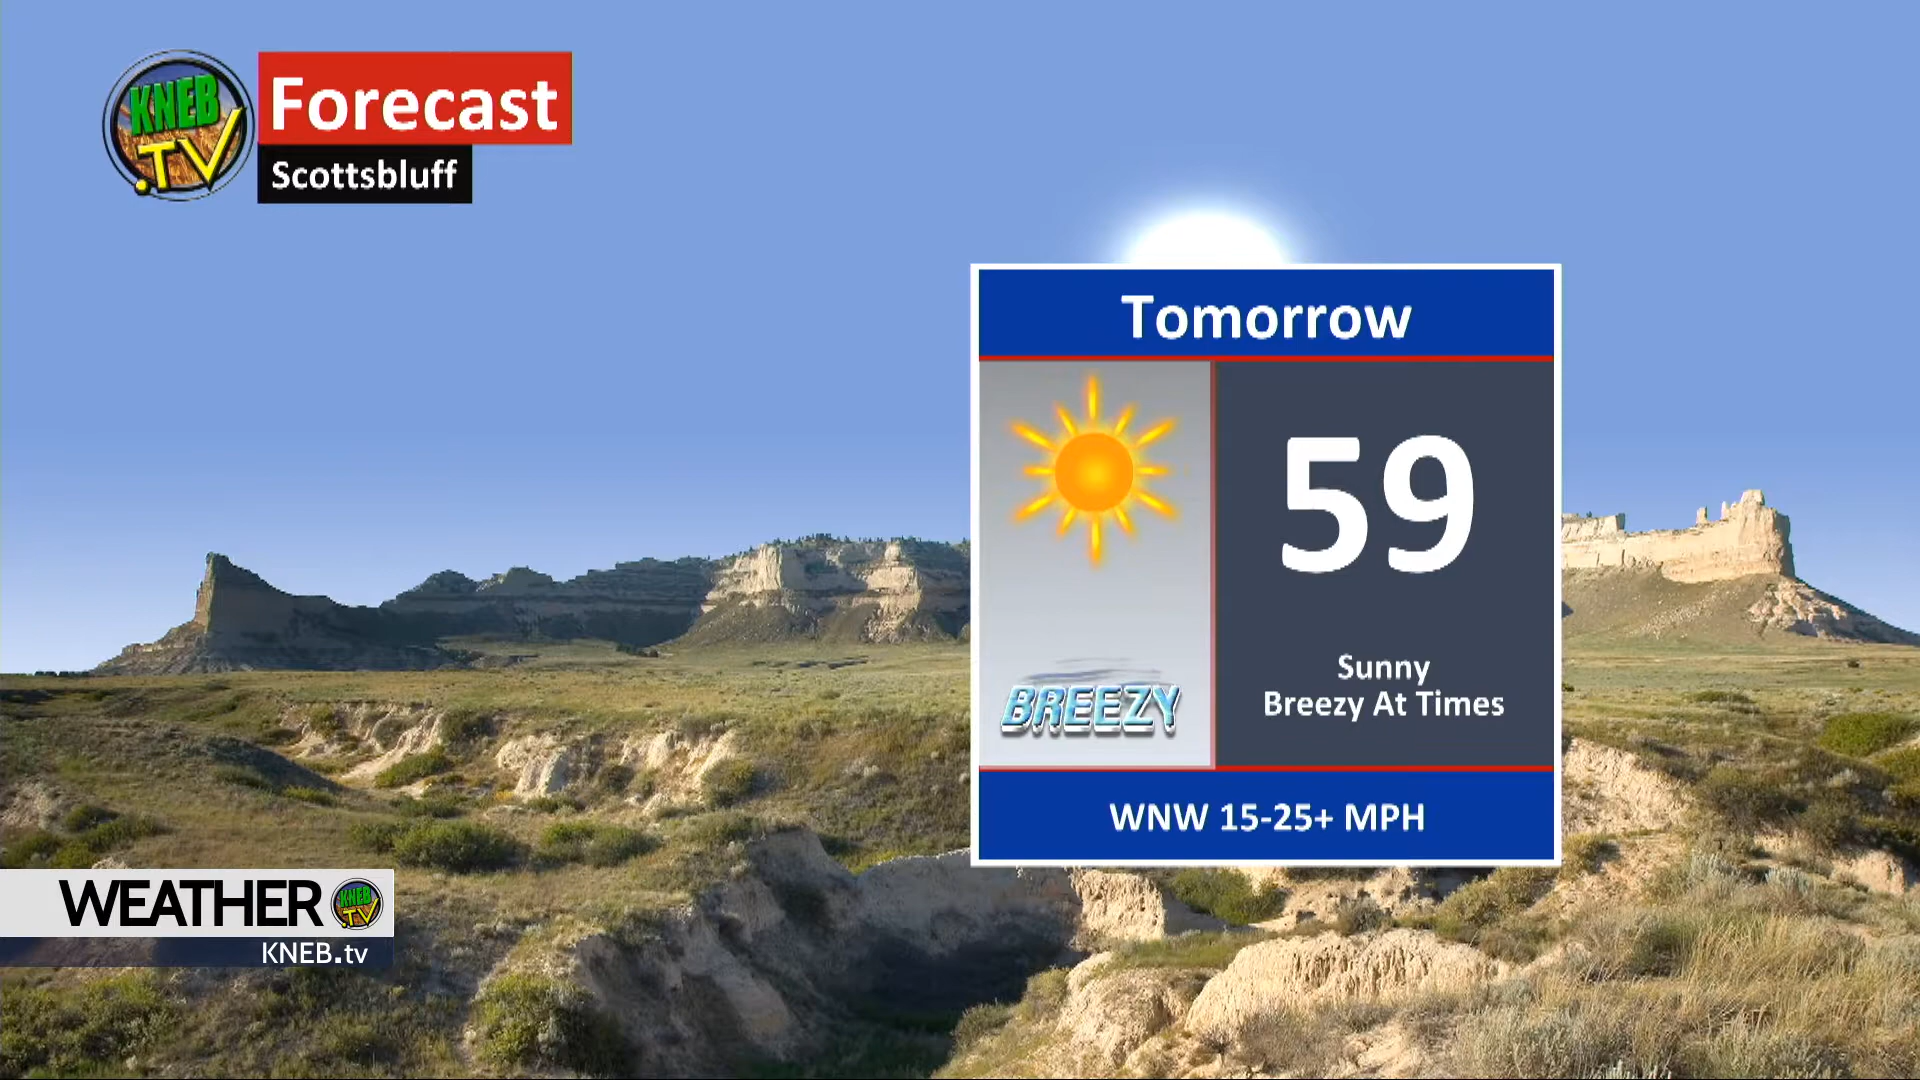 KNEB
.TV
Forecast
Scottsbluff
Tomorrow
59
BREEZY
Sunny
Breezy At Times
WNW 15-25+ MPH
WEATHER
KNEB
.TV
KNEB.tv